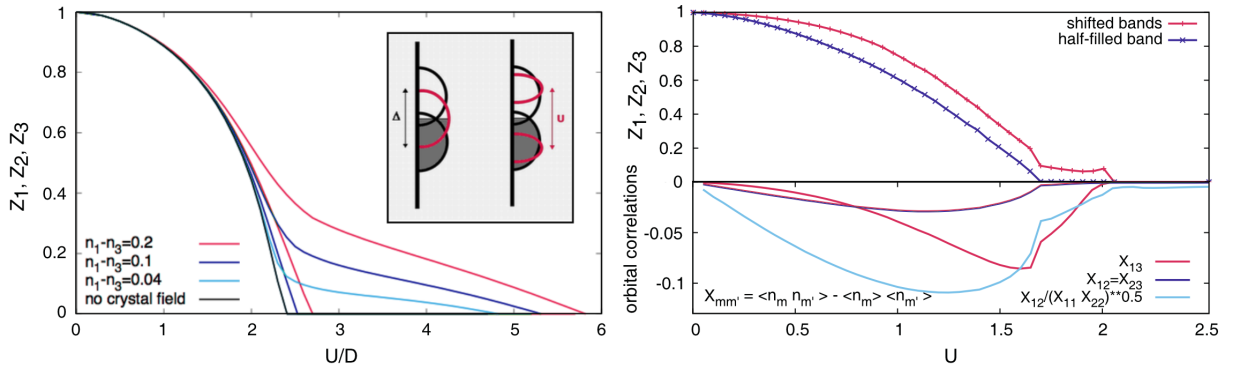 Z1, Z2, Z3
1
0.8
0.6
0.4
0.2
0
0
1
2
3
4
5
6
U/D
Δ
U
n1-n3=0.2
n1-n3=0.1
n1-n3=0.04
no crystal field
Z1, Z2, Z3
1
0.8
0.6
0.4
0.2
0
shifted bands
half-filled band
orbital correlations
-0.05
-0.1
X13
X12=X23
Xmm' = <nm nm'> - <nm> <nm'>
X12/(X11 X22)**0.5
0
0.5
1
1.5
2
2.5
U